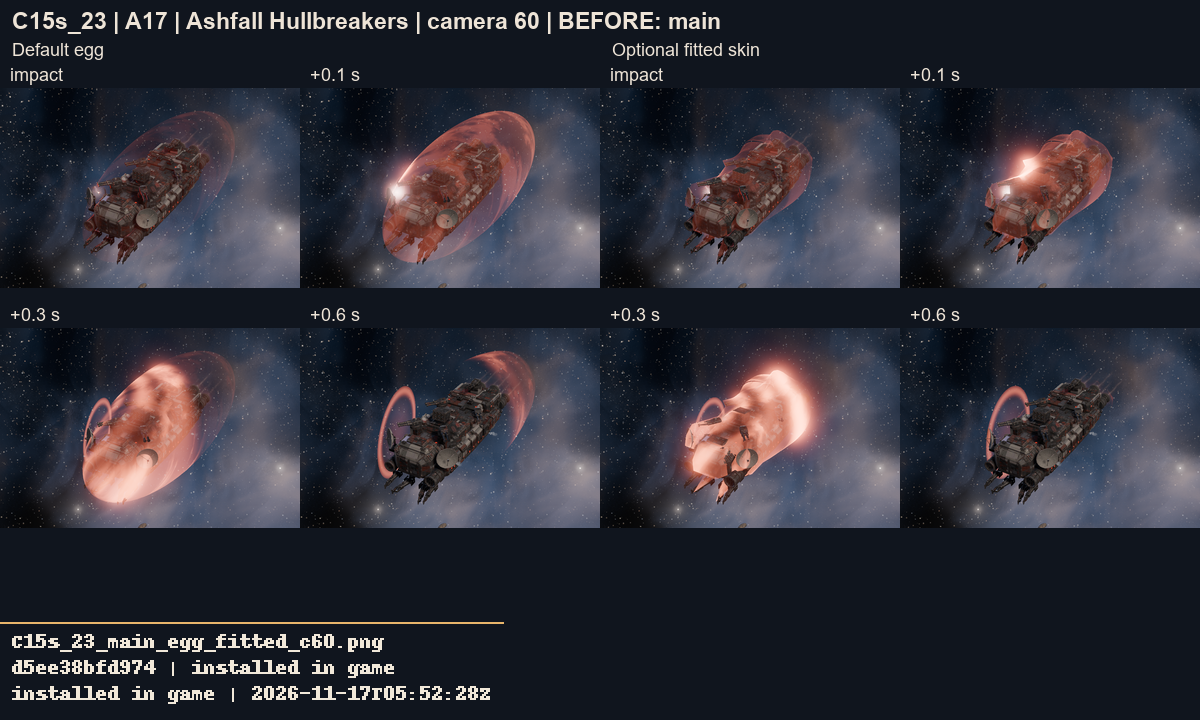 C15s_23 | A17 | Ashfall Hullbreakers | camera 60 | BEFORE: main
Default egg
Optional fitted skin
impact
+0.1 s
impact
+0.1 s
+0.3 s
+0.6 s
+0.3 s
+0.6 s
C15s_23_main_egg_fitted_c60.png
d5ee38bfd974 | installed in game
installed in game | 2026-11-17T05:52:28Z